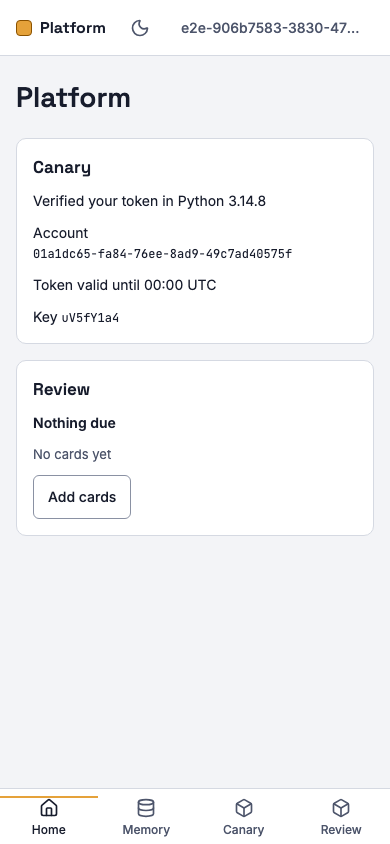 Platform
e2e-906b7583-3830-47...
Platform
Canary
Verified your token in Python 3.14.8
Account
01a1dc65-fa84-76ee-8ad9-49c7ad40575f
Token valid until 00:00 UTC
Key uV5fY1a4
Review
Nothing due
No cards yet
Add cards
Home
Memory
Canary
Review